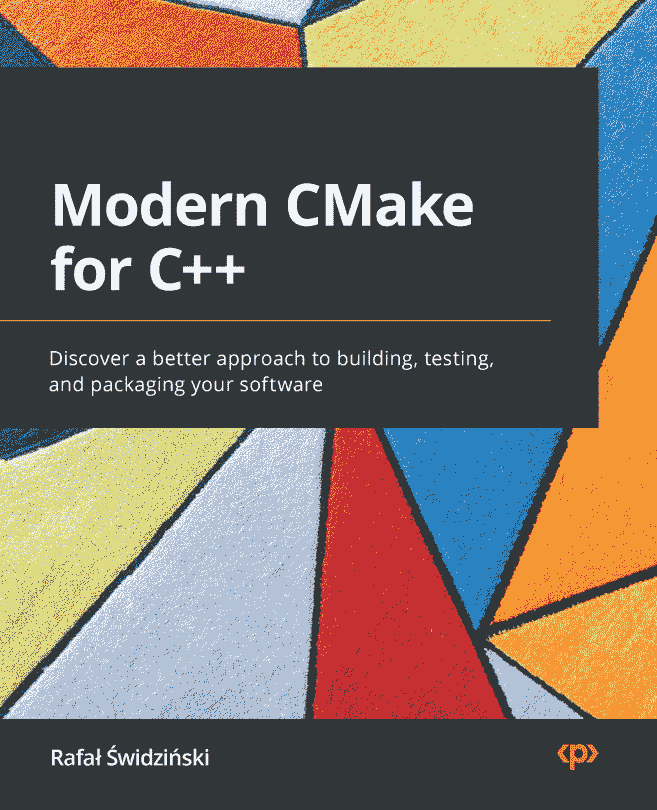 Modern CMake
for C++
Discover a better approach to building, testing,
and packaging your software
Rafał Świdziński
<p>